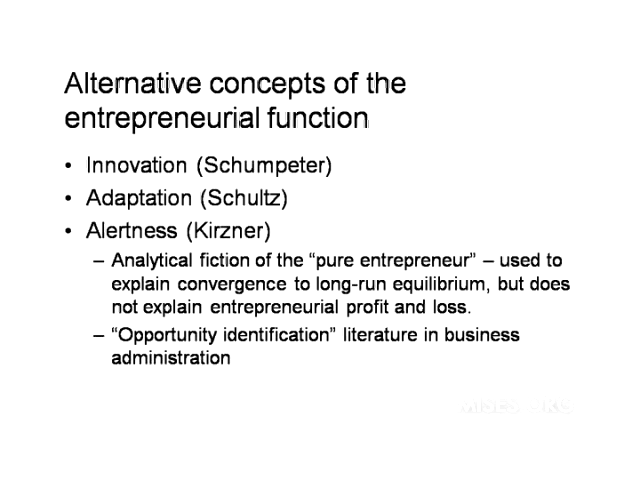 Alternative concepts of the
entrepreneurial function
• Innovation (Schumpeter)
• Adaptation (Schultz)
• Alertness (Kirzner)
– Analytical fiction of the “pure entrepreneur” – used to
explain convergence to long-run equilibrium, but does
not explain entrepreneurial profit and loss.
– “Opportunity identification” literature in business
administration